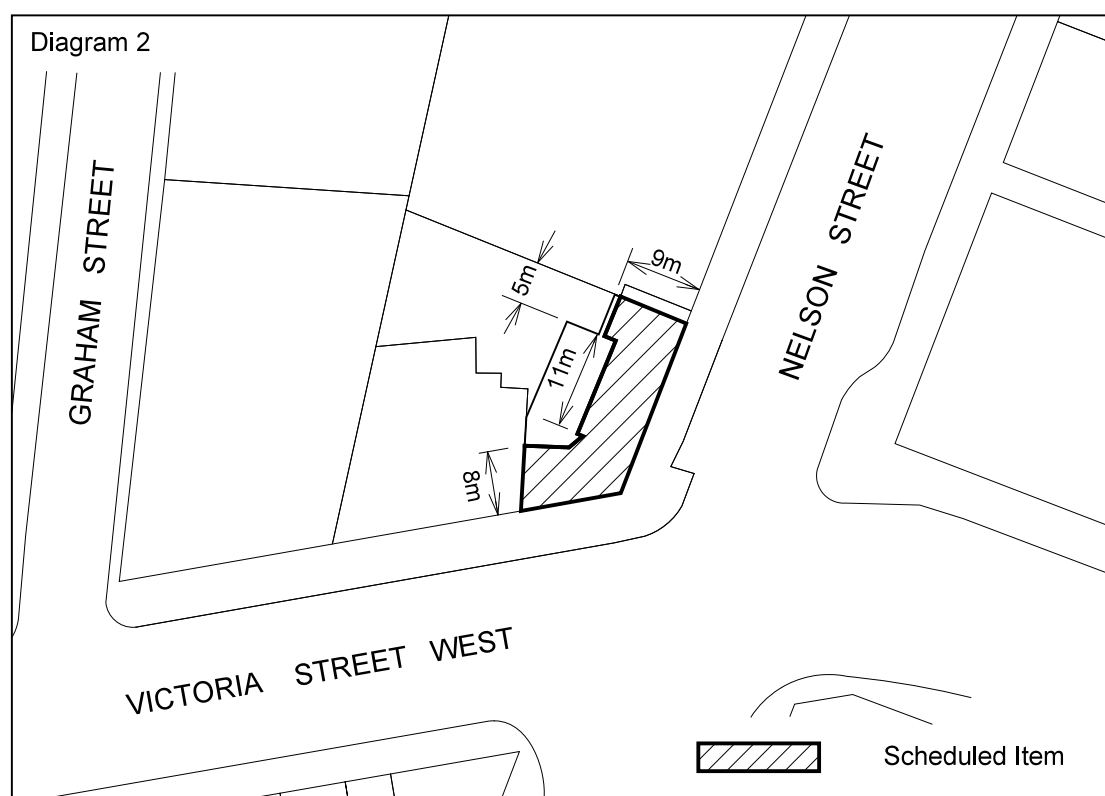 Diagram 2
GRAHAM STREET
NELSON STREET
9m
5m
11m
8m
VICTORIA STREET WEST
Scheduled Item